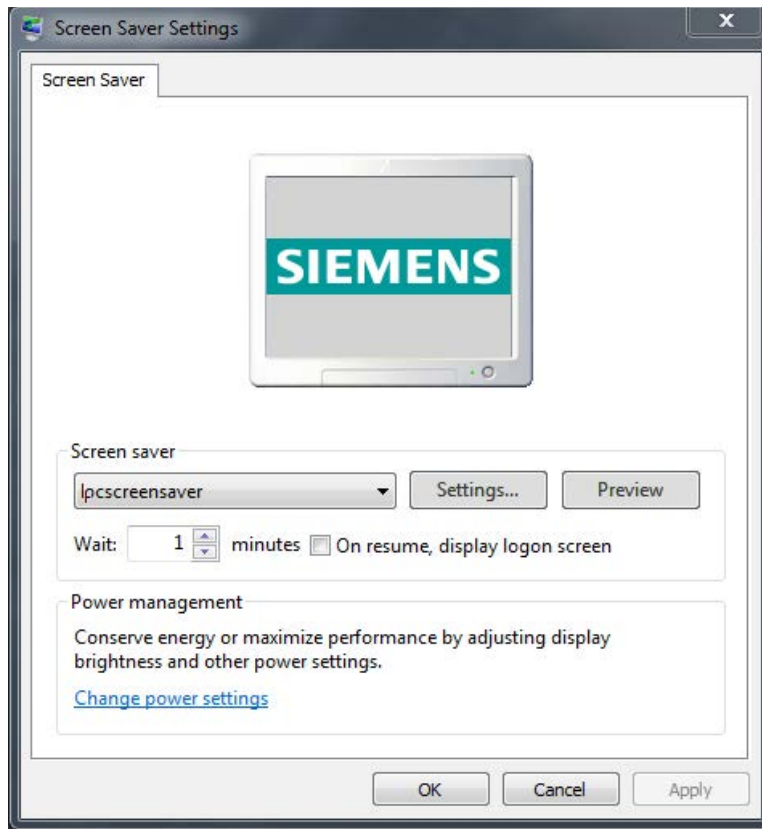 Screen Saver Settings
x
Screen Saver
SIEMENS
Screen saver
Ipcscreensaver
Settings...
Preview
Wait: 1 minutes On resume, display logon screen
Power management
Conserve energy or maximize performance by adjusting display
brightness and other power settings.
Change power settings
OK
Cancel
Apply